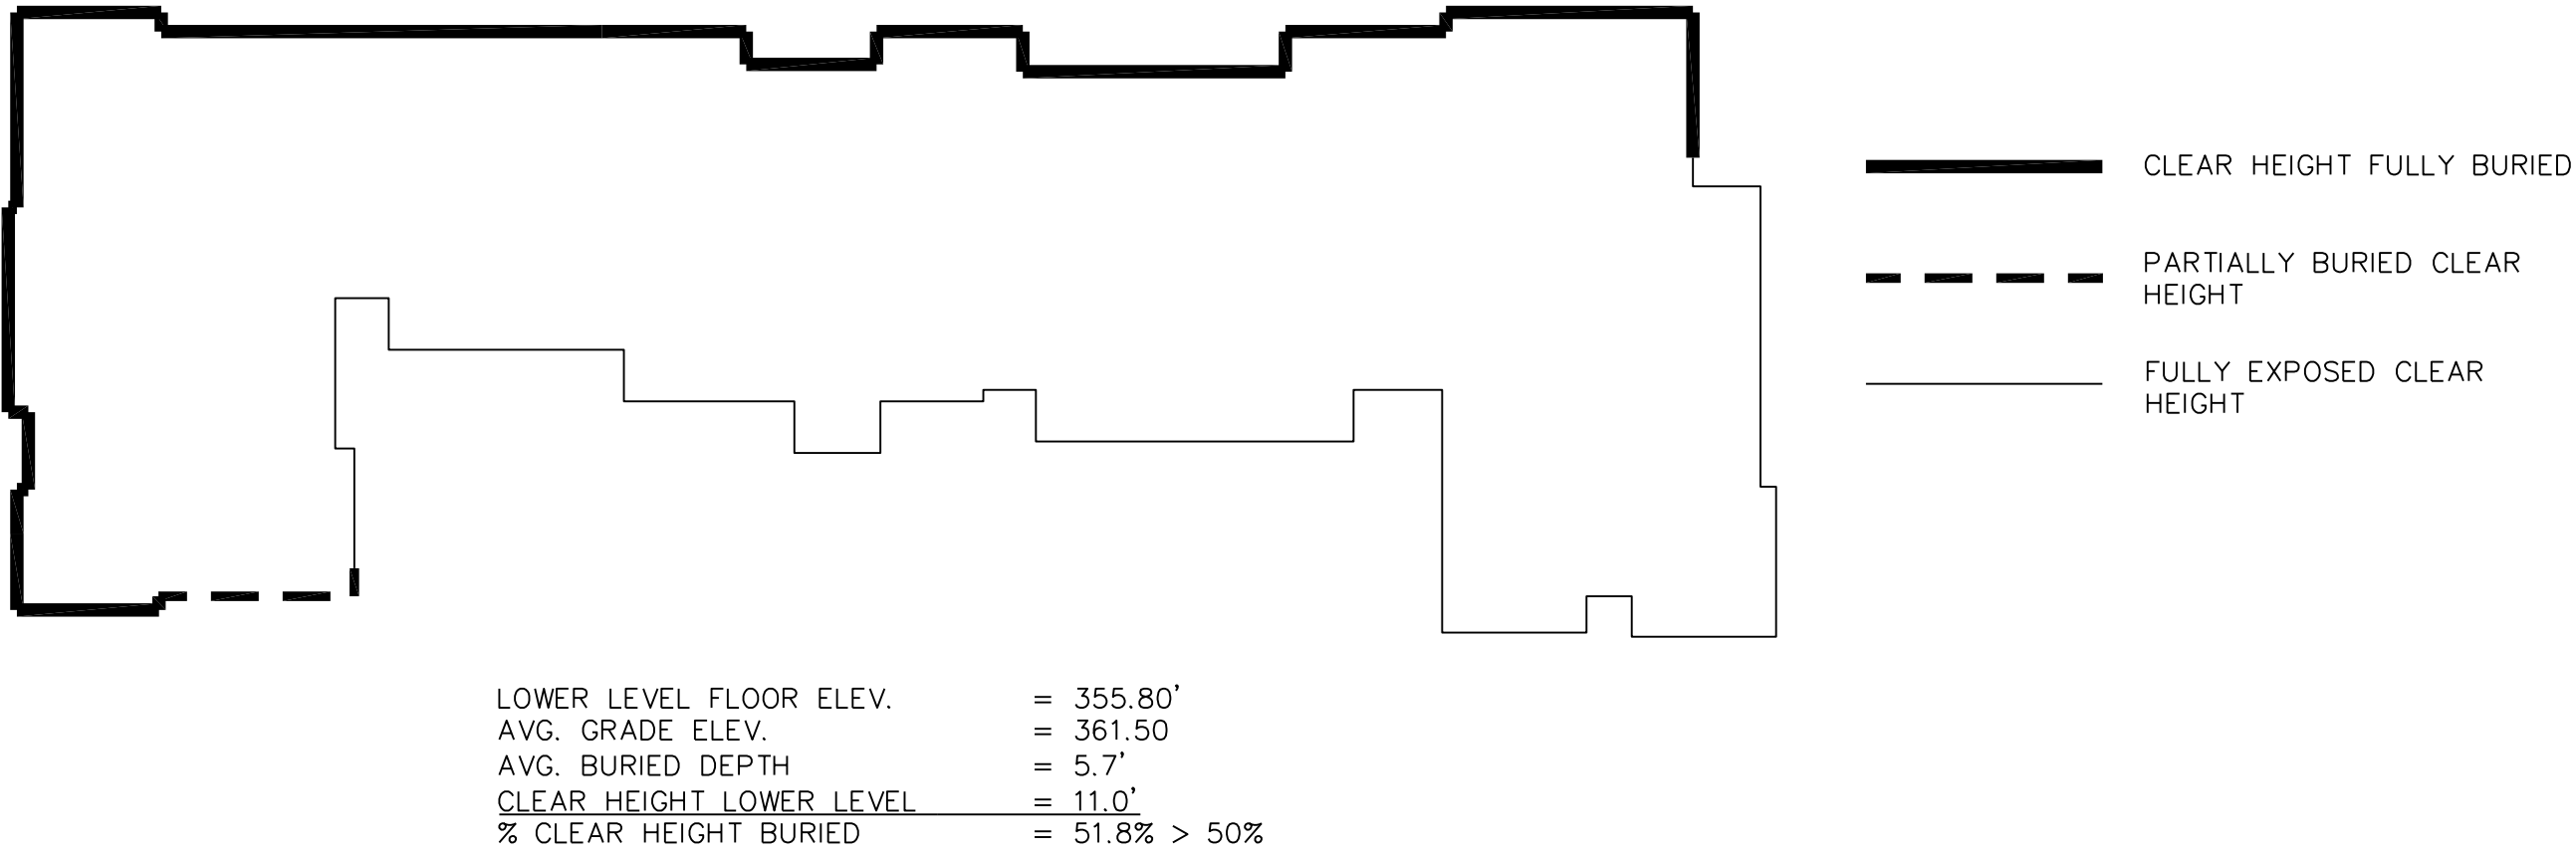 CLEAR HEIGHT FULLY BURIED
PARTIALLY BURIED CLEAR
HEIGHT
FULLY EXPOSED CLEAR
HEIGHT
LOWER LEVEL FLOOR ELEV. = 355.80'
AVG. GRADE ELEV. = 361.50
AVG. BURIED DEPTH = 5.7'
CLEAR HEIGHT LOWER LEVEL = 11.0'
% CLEAR HEIGHT BURIED = 51.8% > 50%